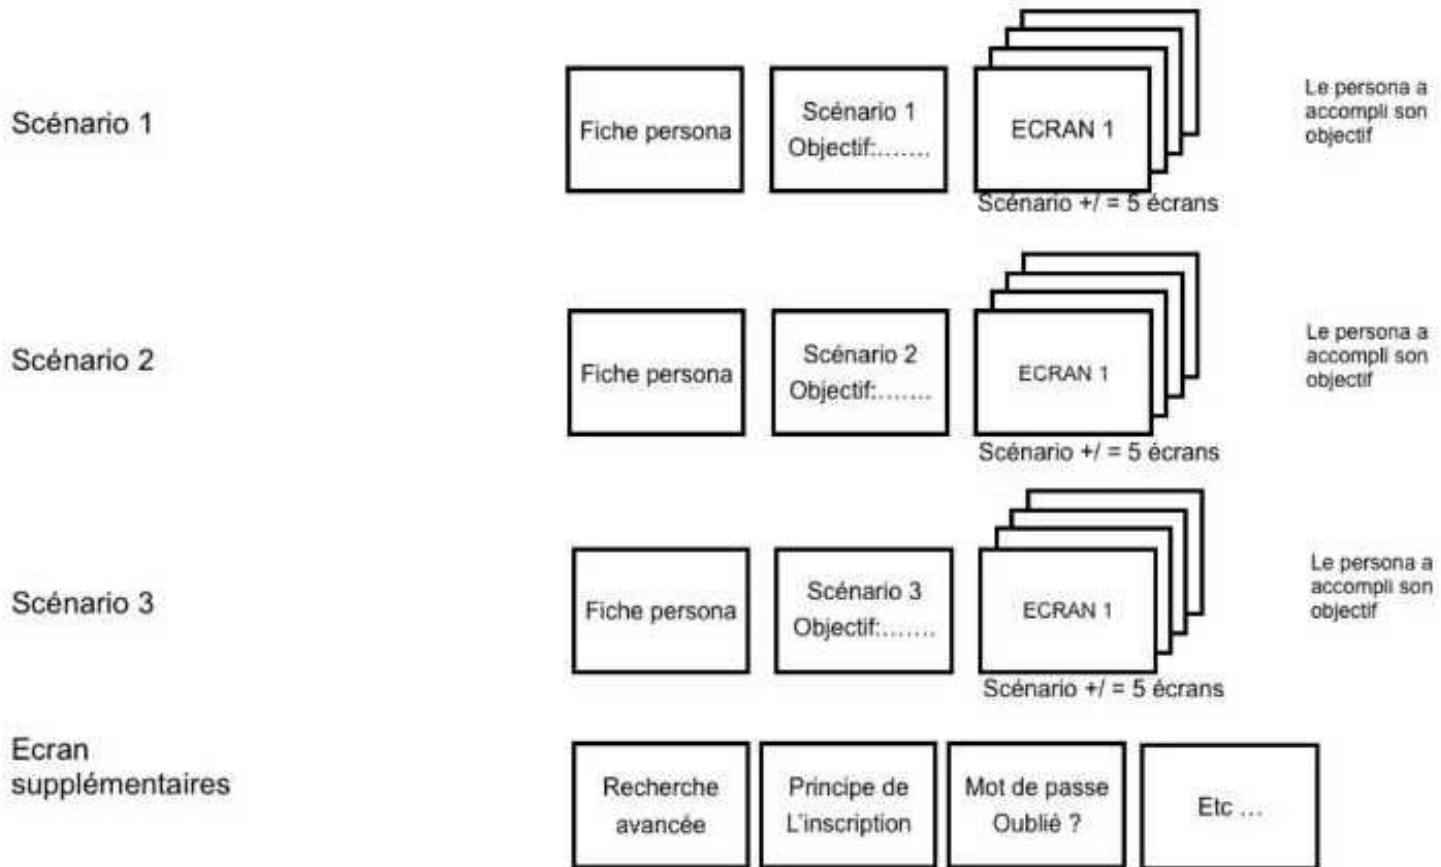 Scénario 1
Fiche persona
Scénario 1
Objectif:.......
ECRAN 1
Scénario +/ = 5 écrans
Le persona a
accompli son
objectif
Scénario 2
Fiche persona
Scénario 2
Objectif:.......
ECRAN 1
Scénario +/ = 5 écrans
Le persona a
accompli son
objectif
Scénario 3
Fiche persona
Scénario 3
Objectif:.......
ECRAN 1
Scénario +/ = 5 écrans
Le persona a
accompli son
objectif
Ecran
supplémentaires
Recherche
avancée
Principe de
L'inscription
Mot de passe
Oublié ?
Etc ...